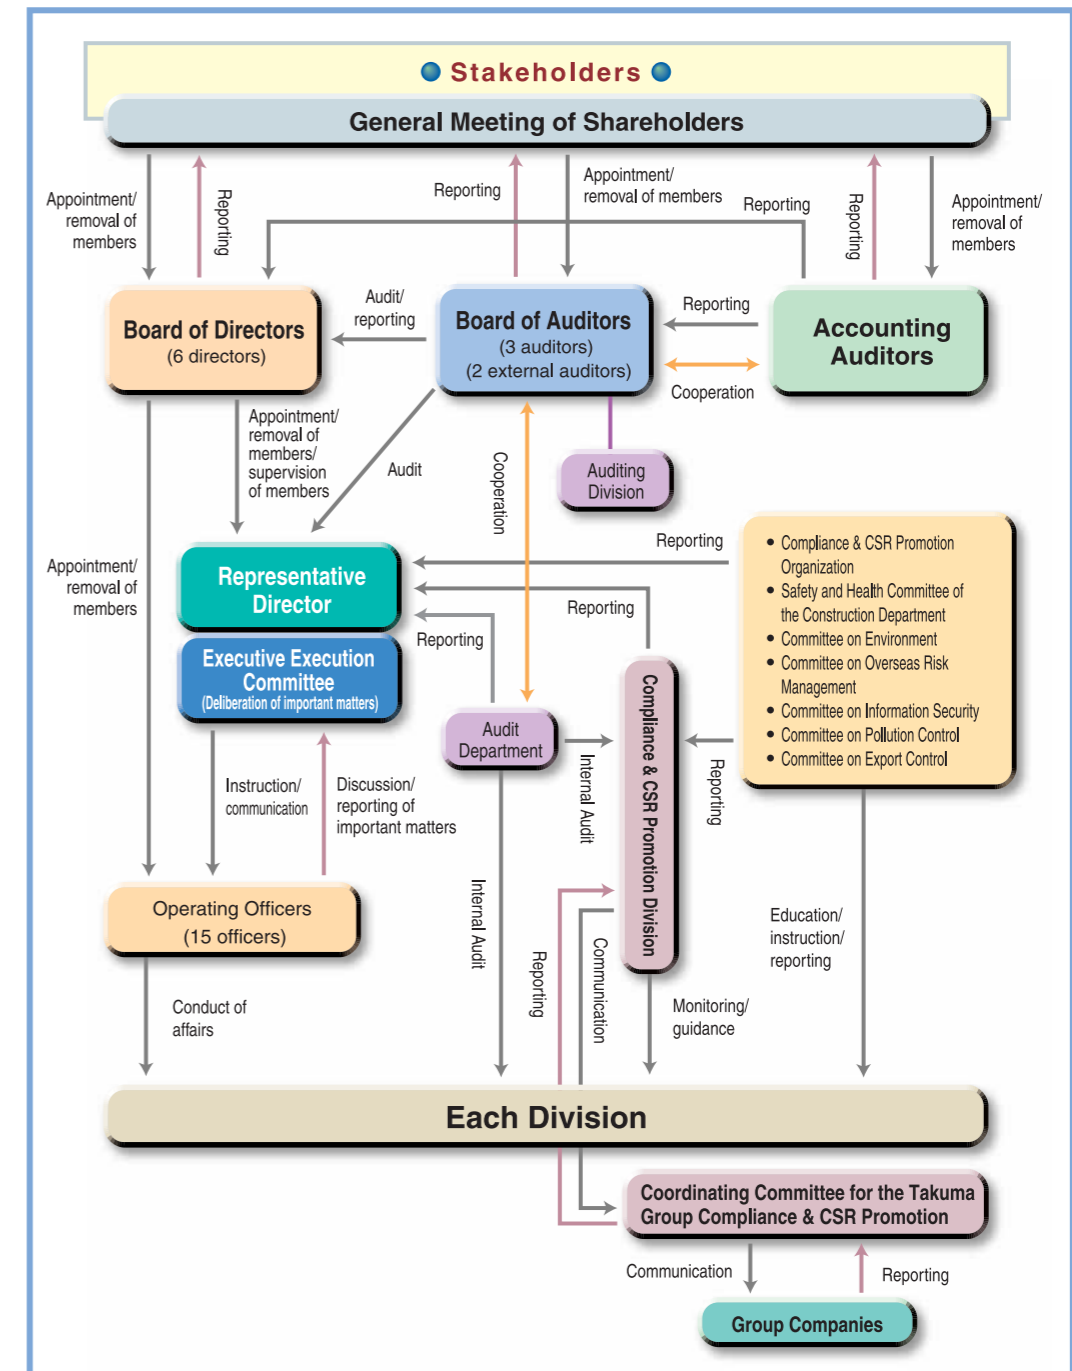 Stakeholders
General Meeting of Shareholders
Appointment/
removal of
members
Reporting
Reporting
Appointment/
removal of members
Reporting
Reporting
Appointment/
removal of
members
Board of Directors
(6 directors)
Audit/
reporting
Board of Auditors
(3 auditors)
(2 external auditors)
Reporting
Cooperation
Accounting
Auditors
Appointment/
removal of
members/
supervision
of members
Audit
Cooperation
Auditing
Division
Appointment/
removal of
members
Representative
Director
Executive Execution
Committee
(Deliberation of important matters)
Reporting
Reporting
Reporting
• Compliance & CSR Promotion
Organization
• Safety and Health Committee of
the Construction Department
• Committee on Environment
• Committee on Overseas Risk
Management
• Committee on Information Security
• Committee on Pollution Control
• Committee on Export Control
Audit
Department
Internal Audit
Compliance & CSR Promotion Division
Reporting
Instruction/
communication
Discussion/
reporting of
important matters
Operating Officers
(15 officers)
Internal Audit
Reporting
Communication
Education/
instruction/
reporting
Conduct of
affairs
Monitoring/
guidance
Each Division
Coordinating Committee for the Takuma
Group Compliance & CSR Promotion
Communication
Reporting
Group Companies